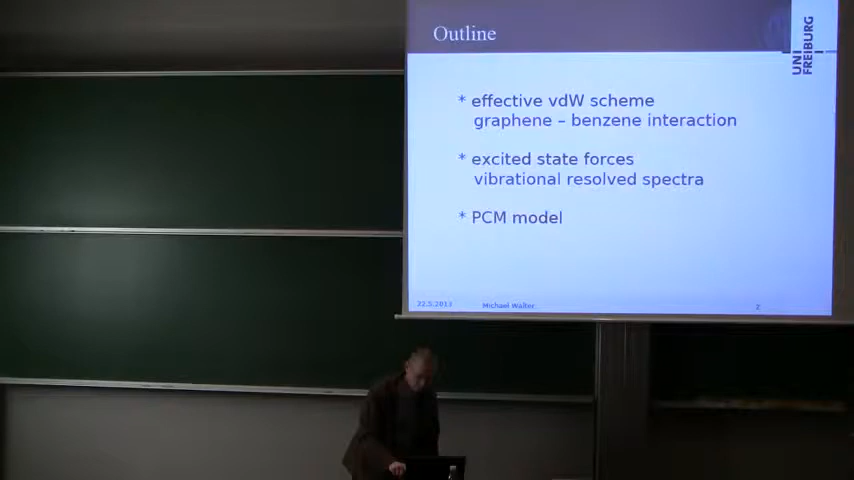 Outline
UNI
FREIBURG
* effective vdW scheme
graphene – benzene interaction
* excited state forces
vibrational resolved spectra
* PCM model
22.5.2013 Michael Walter 2